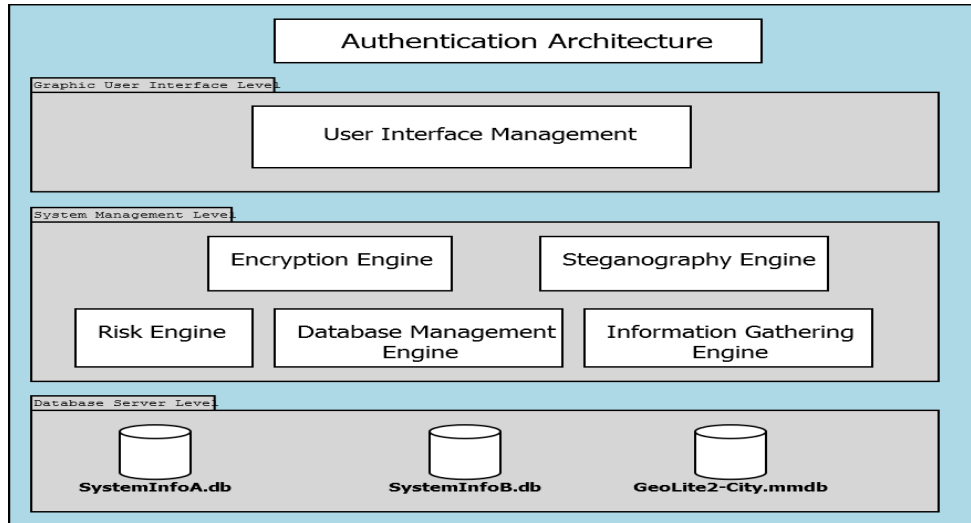 Authentication Architecture
Graphic User Interface Level
User Interface Management
System Management Level
Encryption Engine
Steganography Engine
Risk Engine
Database Management
Engine
Information Gathering
Engine
Database Server Level
SystemInfoA.db
SystemInfoB.db
GeoLite2-City.mmdb